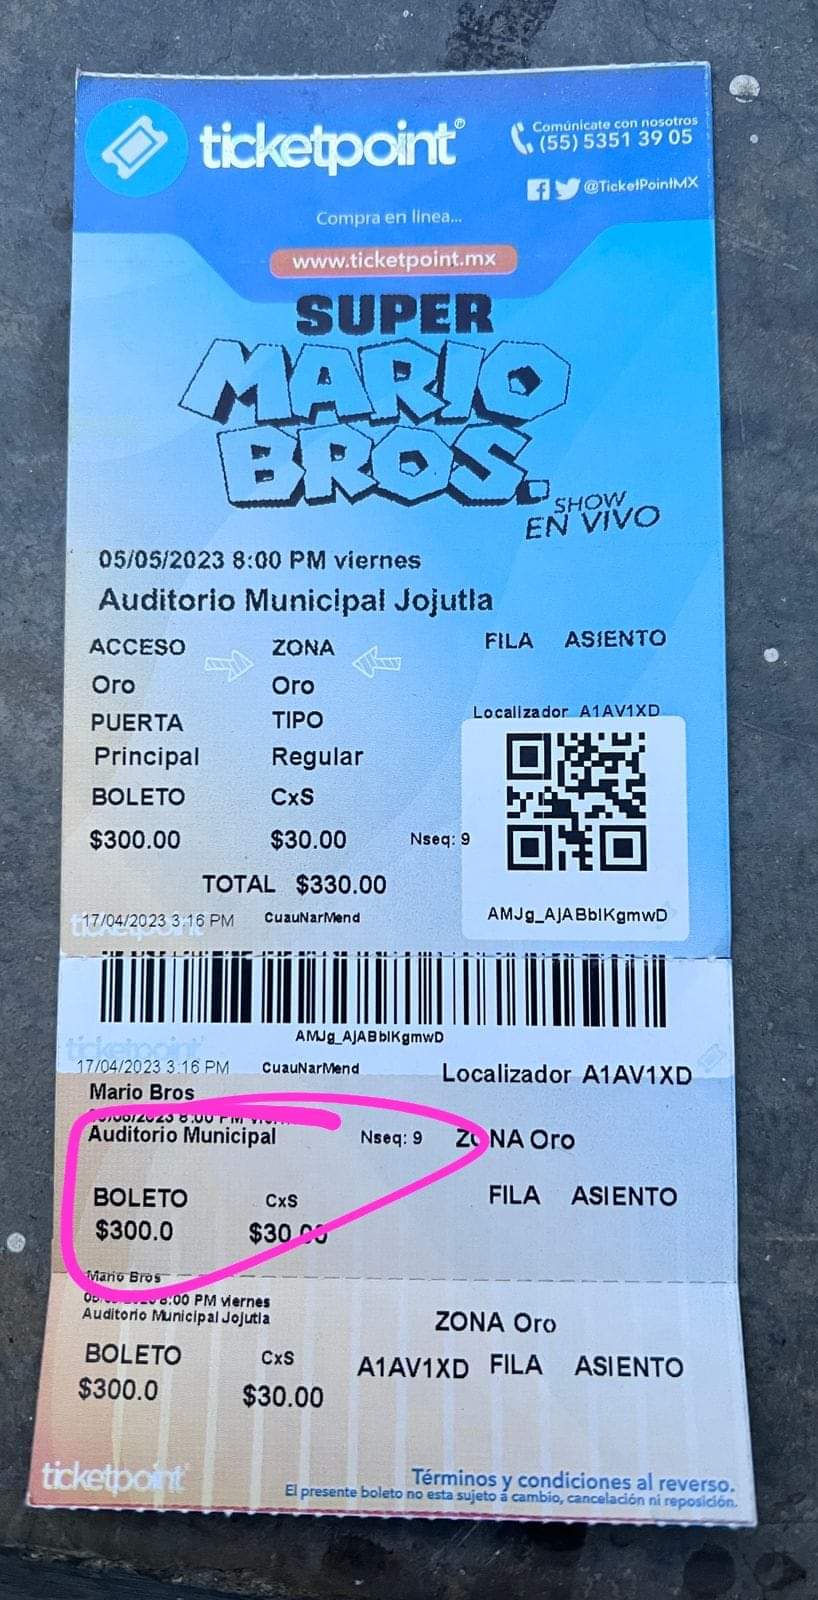 ticketpoint®
Comúnicate con nosotros
(55) 5351 39 05
@TicketPointMX
Compra en línea...
www.ticketpoint.mx
SUPER
MARIO
BROS.
SHOW
EN VIVO
05/05/2023 8:00 PM viernes
Auditorio Municipal Jojutla
ACCESO ZONA FILA ASIENTO
Oro Oro
Localizador A1AV1XD
PUERTA TIPO
Principal Regular
BOLETO CxS
$300.00 $30.00 Nseq: 9
TOTAL $330.00
AMJg_AjABbIKgmwD
ticketpoint
17/04/2023 3:16 PM CuauNarMend
AMJg_AjABbIKgmwD
ticketpoint
17/04/2023 3:16 PM CuauNarMend Localizador A1AV1XD
Mario Bros
8:00 PM
Auditorio Municipal Nseq: 9 ZONA Oro
BOLETO CxS FILA ASIENTO
$300.0 $30.00
Mario Bros
8:00 PM viernes
Auditorio Municipal Jojutla ZONA Oro
BOLETO CxS A1AV1XD FILA ASIENTO
$300.0 $30.00
ticketpoint
Términos y condiciones al reverso.
El presente boleto no esta sujeto a cambio, cancelación ni reposición.